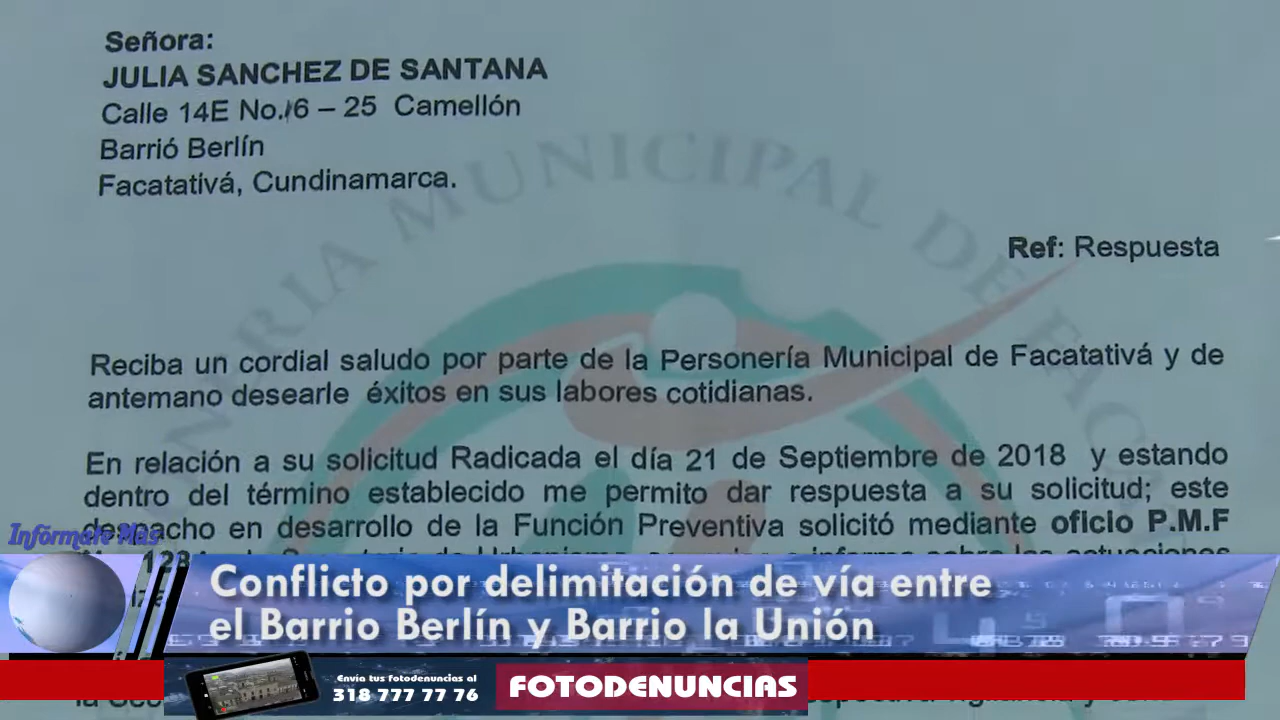 Señora:
JULIA SANCHEZ DE SANTANA
Calle 14E No. 6 – 25 Camellón
Barrió Berlín
Facatativá, Cundinamarca.
MUNICIPAL DE
Ref: Respuesta
Reciba un cordial saludo por parte de la Personería Municipal de Facatativá y de
antemano desearle éxitos en sus labores cotidianas.
En relación a su solicitud Radicada el día 21 de Septiembre de 2018 y estando
dentro del término establecido me permito dar respuesta a su solicitud; este
despacho en desarrollo de la Función Preventiva solicitó mediante oficio P.M.F
Infórmate Más
Conflicto por delimitación de vía entre
el Barrio Berlín y Barrio la Unión
Envía tus fotodenuncias al
318 777 77 76
FOTODENUNCIAS